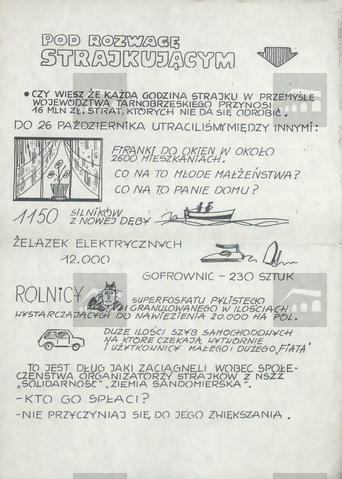 POD ROZWAGĘ
STRAJKUJĄCYM
• CZY WIESZ ŻE KAŻDA GODZINA STRAJKU W PRZEMYŚLE
WOJEWÓDZTWA TARNOBRZESKIEGO PRZYNOSI
16 MLN ZŁ. STRAT, KTÓRYCH NIE DA SIĘ ODROBIĆ.
DO 26 PAŹDZIERNIKA UTRACILIŚMY MIĘDZY INNYMI:
FIRANKI DO OKIEN W OKOŁO
2600 MIESZKANIACH.
CO NA TO MŁODE MAŁŻEŃSTWA?
CO NA TO PANIE DOMU?
1150 SILNIKÓW
Z NOWEJ DĘBY
ŻELAZEK ELEKTRYCZNYCH
12.000
GOFROWNIC - 230 SZTUK
ROLNICY SUPERFOSFATU PYLISTEGO
I GRANULOWANEGO W ILOŚCIACH
WYSTARCZAJĄCYCH DO NAWIEZIENIA 20.000 HA PÓL.
DUŻE ILOŚCI SZYB SAMOCHODOWYCH
NA KTÓRE CZEKAJĄ WYTWÓRNIE
I UŻYTKOWNICY MAŁEGO I DUŻEGO „FIATA"
TO JEST DŁUG JAKI ZACIĄGNĘLI WOBEC SPOŁE-
CZEŃSTWA ORGANIZATORZY STRAJKÓW Z NSZZ
„SOLIDARNOŚĆ" „ZIEMIA SANDOMIERSKA".
- KTO GO SPŁACI?
- NIE PRZYCZYNIAJ SIĘ DO JEGO ZWIĘKSZANIA.